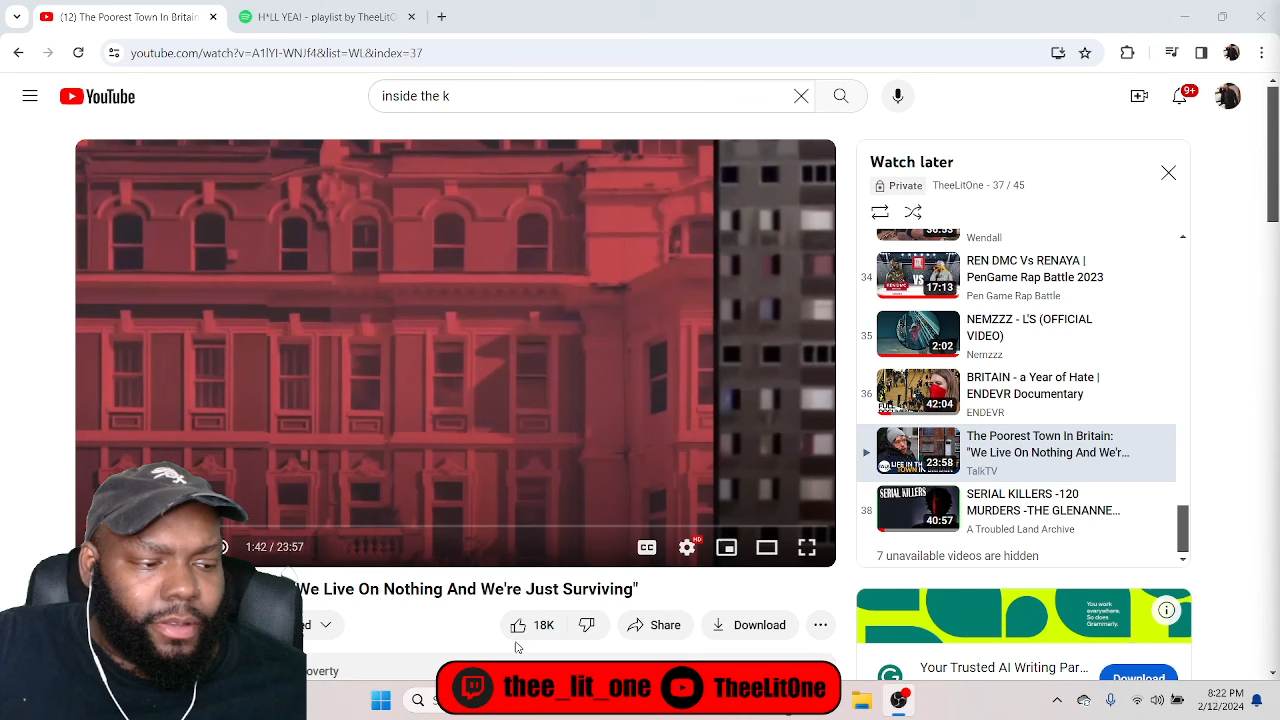 (12) The Poorest Town In Britain
H*LL YEA! - playlist by TheeLitO
youtube.com/watch?v=A1lYI-WNJf4&list=WL&index=37
YouTube
inside the k
9+
Watch later
Private
TheeLitOne - 37 / 45
Wendall
34
17:13
REN DMC Vs RENAYA |
PenGame Rap Battle 2023
Pen Game Rap Battle
35
2:02
NEMZZZ - L'S (OFFICIAL
VIDEO)
Nemzzz
36
42:04
BRITAIN - a Year of Hate |
ENDEVR Documentary
ENDEVR
23:58
The Poorest Town In Britain:
"We Live On Nothing And We'r...
TalkTV
38
SERIAL KILLERS
40:57
SERIAL KILLERS -120
MURDERS -THE GLENANNE...
A Troubled Land Archive
7 unavailable videos are hidden
1:42 / 23:57
CC
HD
We Live On Nothing And We're Just Surviving"
18K
Share
Download
You work
everywhere.
So does
Grammarly.
Your Trusted AI Writing Par...
Download
overty
thee_lit_one
TheeLitOne
8:22 PM
2/12/2024